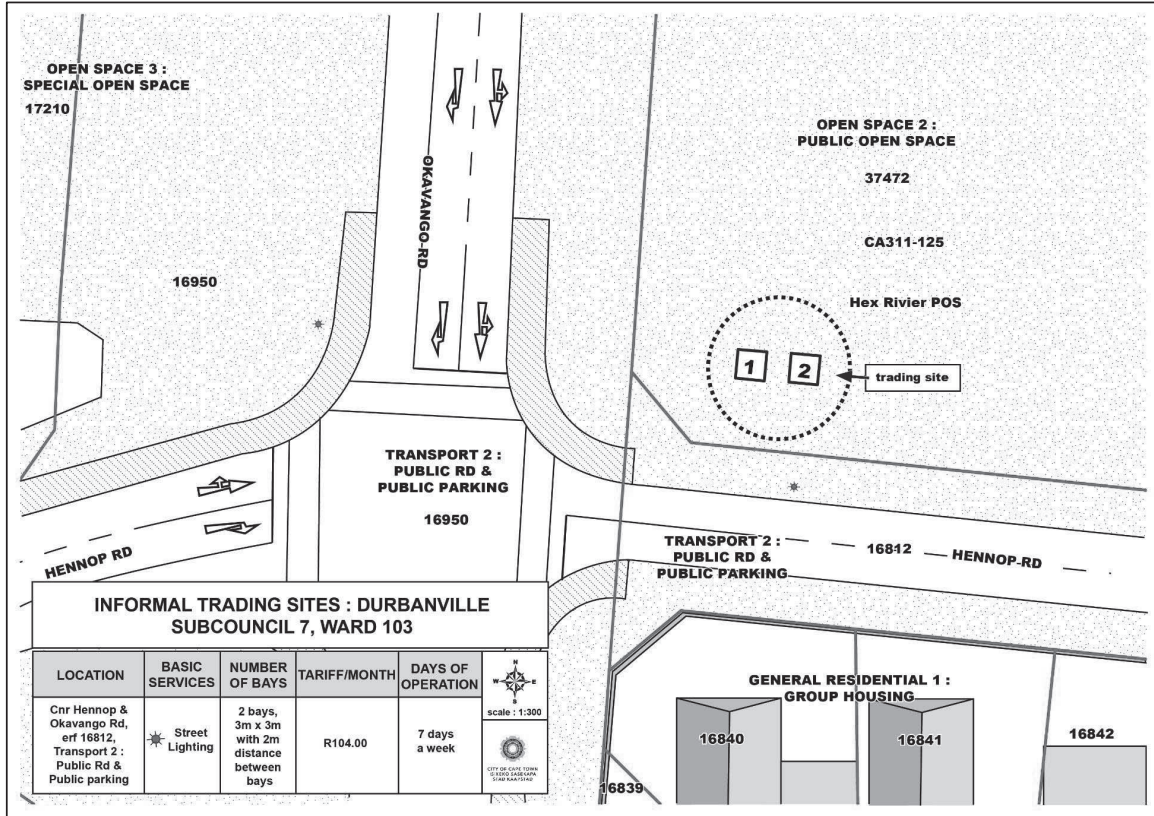 OPEN SPACE 3 :
SPECIAL OPEN SPACE
17210
16950
OKAVANGO-RD
OPEN SPACE 2 :
PUBLIC OPEN SPACE
37472
CA311-125
Hex Rivier POS
1
2
trading site
TRANSPORT 2 :
PUBLIC RD &
PUBLIC PARKING
16950
HENNOP RD
TRANSPORT 2 :
PUBLIC RD &
PUBLIC PARKING
16812
HENNOP-RD
GENERAL RESIDENTIAL 1 :
GROUP HOUSING
16840
16841
16842
16839
INFORMAL TRADING SITES : DURBANVILLE
SUBCOUNCIL 7, WARD 103
LOCATION
BASIC
SERVICES
NUMBER
OF BAYS
TARIFF/MONTH
DAYS OF
OPERATION
Cnr Hennop &
Okavango Rd,
erf 16812,
Transport 2 :
Public Rd &
Public parking
Street
Lighting
2 bays,
3m x 3m
with 2m
distance
between
bays
R104.00
7 days
a week
N
W
E
S
scale : 1:300
CITY OF CAPE TOWN
ISIXEKO SASEKAPA
STAD KAAPSTAD